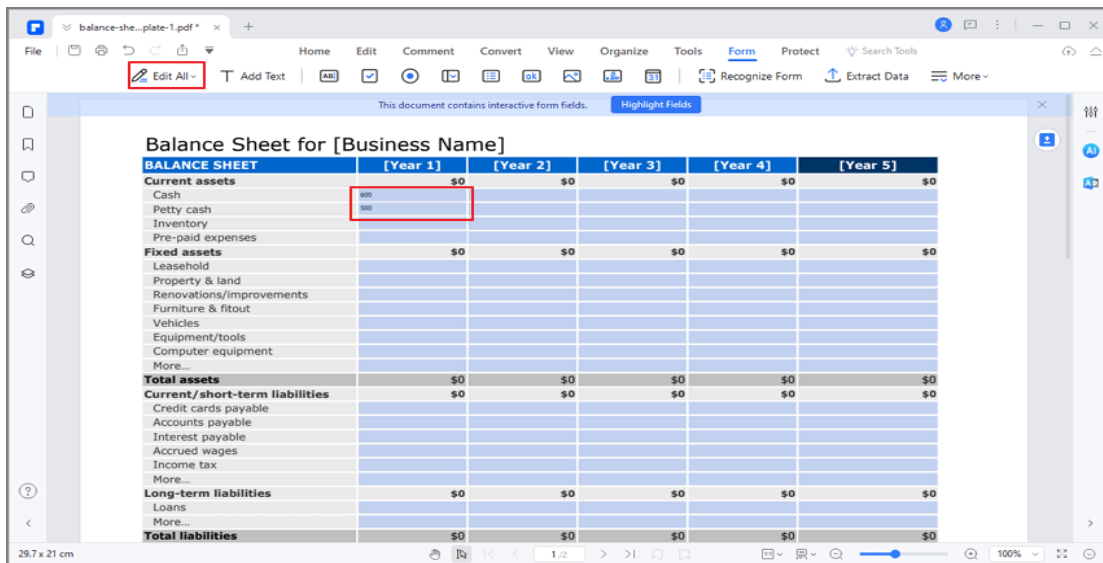 balance-she...plate-1.pdf * × +
File Home Edit Comment Convert View Organize Tools Form Protect Search Tools
Edit All Add Text AB ok 31 Recognize Form Extract Data More
This document contains interactive form fields. Highlight Fields ×
Balance Sheet for [Business Name]
BALANCE SHEET [Year 1] [Year 2] [Year 3] [Year 4] [Year 5]
Current assets $0 $0 $0 $0 $0
Cash 600
Petty cash 500
Inventory
Pre-paid expenses
Fixed assets $0 $0 $0 $0 $0
Leasehold
Property & land
Renovations/improvements
Furniture & fitout
Vehicles
Equipment/tools
Computer equipment
More...
Total assets $0 $0 $0 $0 $0
Current/short-term liabilities $0 $0 $0 $0 $0
Credit cards payable
Accounts payable
Interest payable
Accrued wages
Income tax
More...
Long-term liabilities $0 $0 $0 $0 $0
Loans
More...
Total liabilities $0 $0 $0 $0 $0
29.7 x 21 cm 1 /2 100%